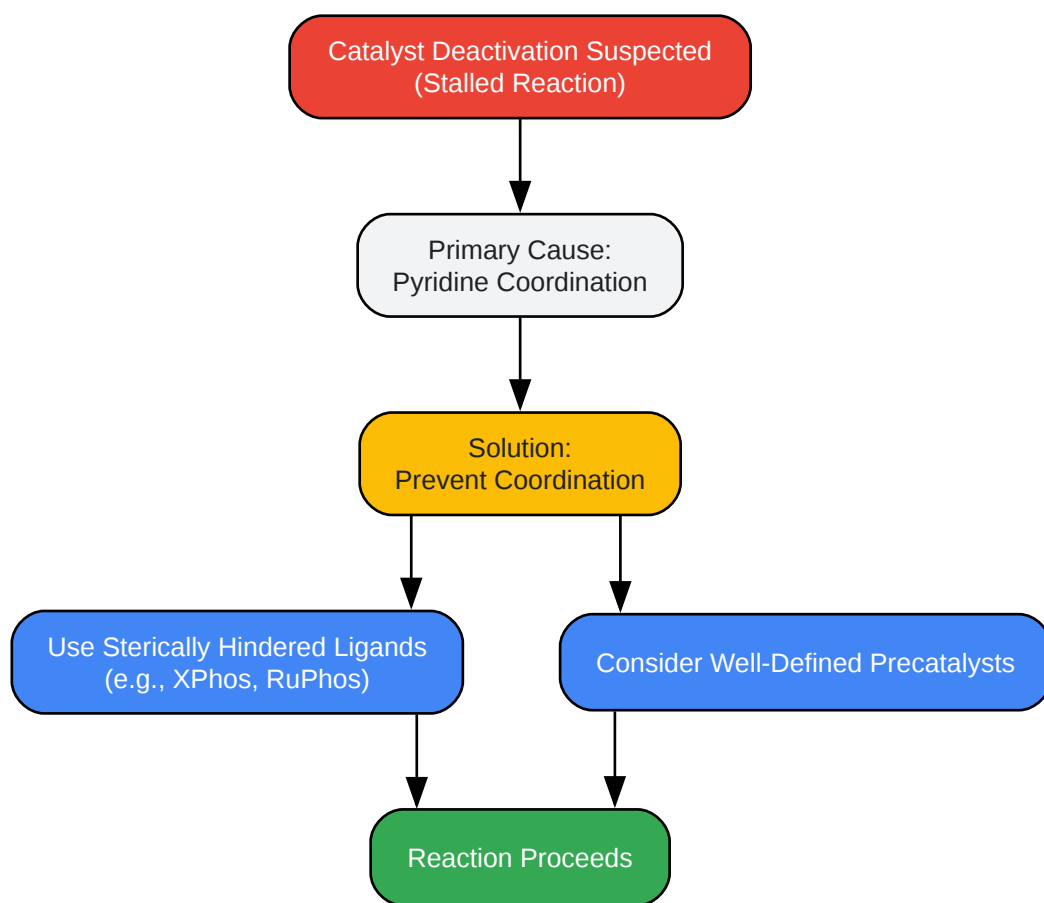 Catalyst Deactivation Suspected
(Stalled Reaction)
Primary Cause:
Pyridine Coordination
Solution:
Prevent Coordination
Use Sterically Hindered Ligands
(e.g., XPhos, RuPhos)
Consider Well-Defined Precatalysts
Reaction Proceeds